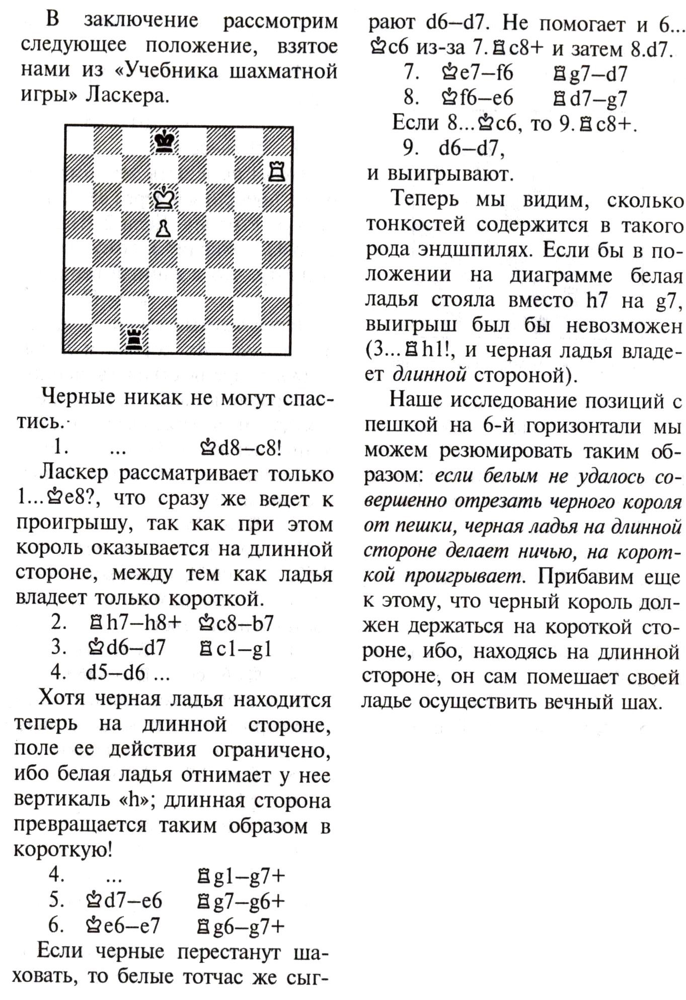 В заключение рассмотрим
следующее положение, взятое
нами из «Учебника шахматной
игры» Ласкера.
Черные никак не могут спас-
тись.
1. ... ♔d8–c8!
Ласкер рассматривает только
1...♔e8?, что сразу же ведет к
проигрышу, так как при этом
король оказывается на длинной
стороне, между тем как ладья
владеет только короткой.
2. ♖h7–h8+ ♔c8–b7
3. ♔d6–d7 ♖c1–g1
4. d5–d6 ...
Хотя черная ладья находится
теперь на длинной стороне,
поле ее действия ограничено,
ибо белая ладья отнимает у нее
вертикаль «h»; длинная сторона
превращается таким образом в
короткую!
4. ... ♖g1–g7+
5. ♔d7–e6 ♖g7–g6+
6. ♔e6–e7 ♖g6–g7+
Если черные перестанут ша-
ховать, то белые тотчас же сыг-
рают d6–d7. Не помогает и 6...
♔c6 из-за 7.♖c8+ и затем 8.d7.
7. ♔e7–f6 ♖g7–d7
8. ♔f6–e6 ♖d7–g7
Если 8...♔c6, то 9.♖c8+.
9. d6–d7,
и выигрывают.
Теперь мы видим, сколько
тонкостей содержится в такого
рода эндшпилях. Если бы в по-
ложении на диаграмме белая
ладья стояла вместо h7 на g7,
выигрыш был бы невозможен
(3...♖h1!, и черная ладья владе-
ет длинной стороной).
Наше исследование позиций с
пешкой на 6-й горизонтали мы
можем резюмировать таким об-
разом: если белым не удалось со-
вершенно отрезать черного короля
от пешки, черная ладья на длинной
стороне делает ничью, на корот-
кой проигрывает. Прибавим еще
к этому, что черный король дол-
жен держаться на короткой сто-
роне, ибо, находясь на длинной
стороне, он сам помешает своей
ладье осуществить вечный шах.